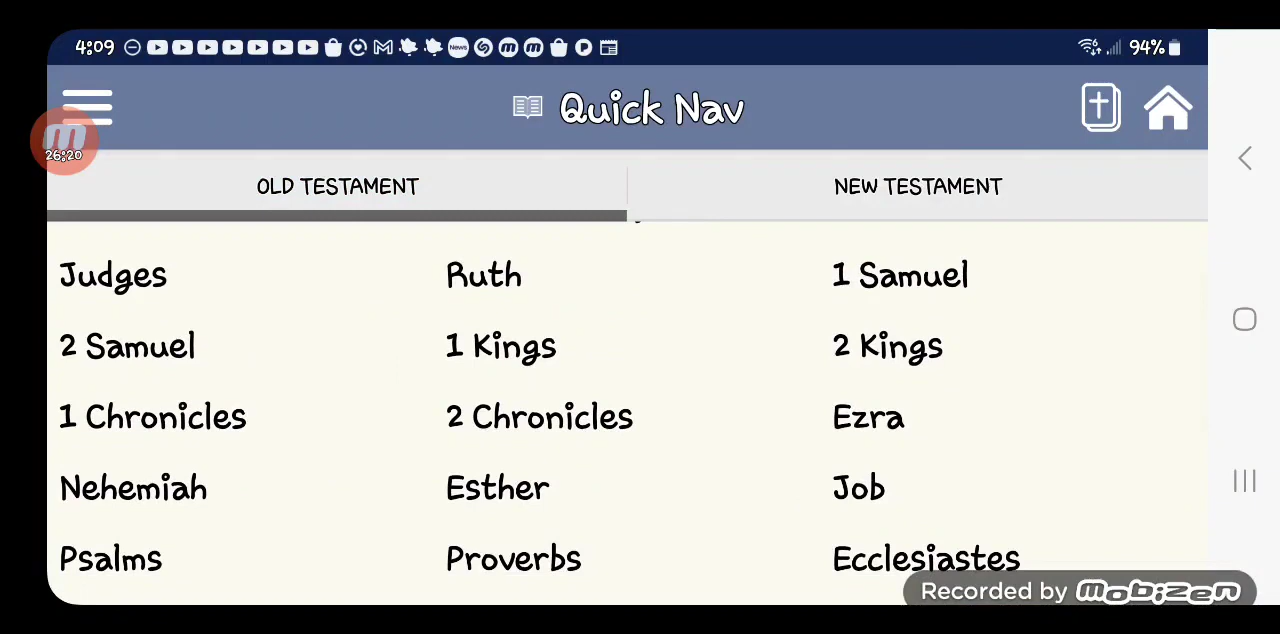 4:09 News 94%
Quick Nav
26:20
OLD TESTAMENT NEW TESTAMENT
Judges Ruth 1 Samuel
2 Samuel 1 Kings 2 Kings
1 Chronicles 2 Chronicles Ezra
Nehemiah Esther Job
Psalms Proverbs Ecclesiastes
Recorded by mobizen